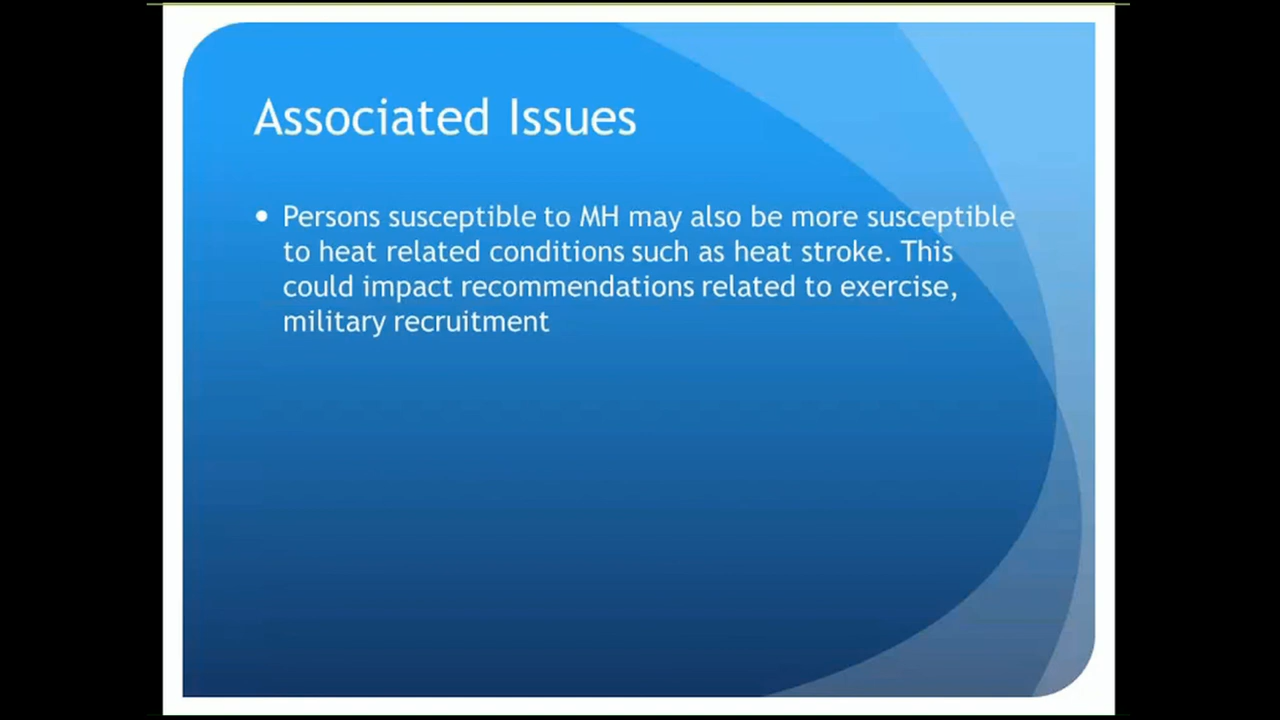 Associated Issues
• Persons susceptible to MH may also be more susceptible
to heat related conditions such as heat stroke. This
could impact recommendations related to exercise,
military recruitment